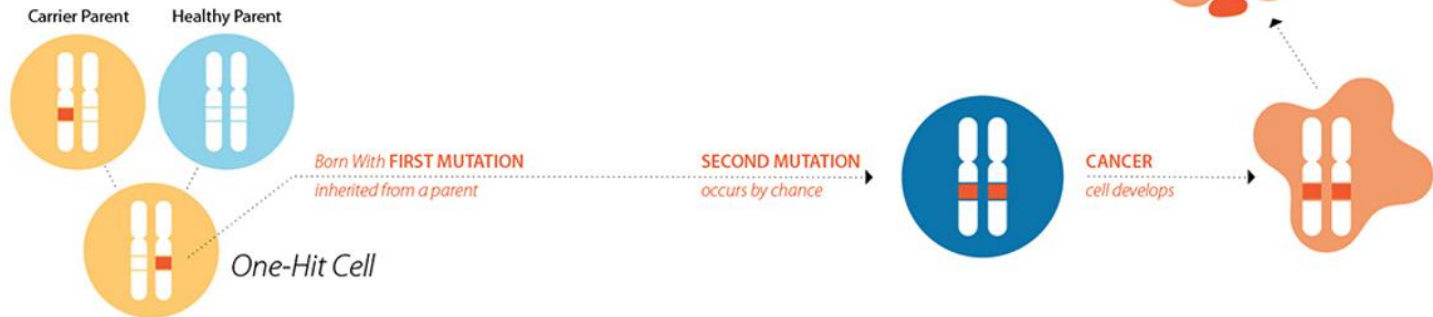 Carrier Parent
Healthy Parent
Born With FIRST MUTATION
inherited from a parent
SECOND MUTATION
occurs by chance
CANCER
cell develops
One-Hit Cell